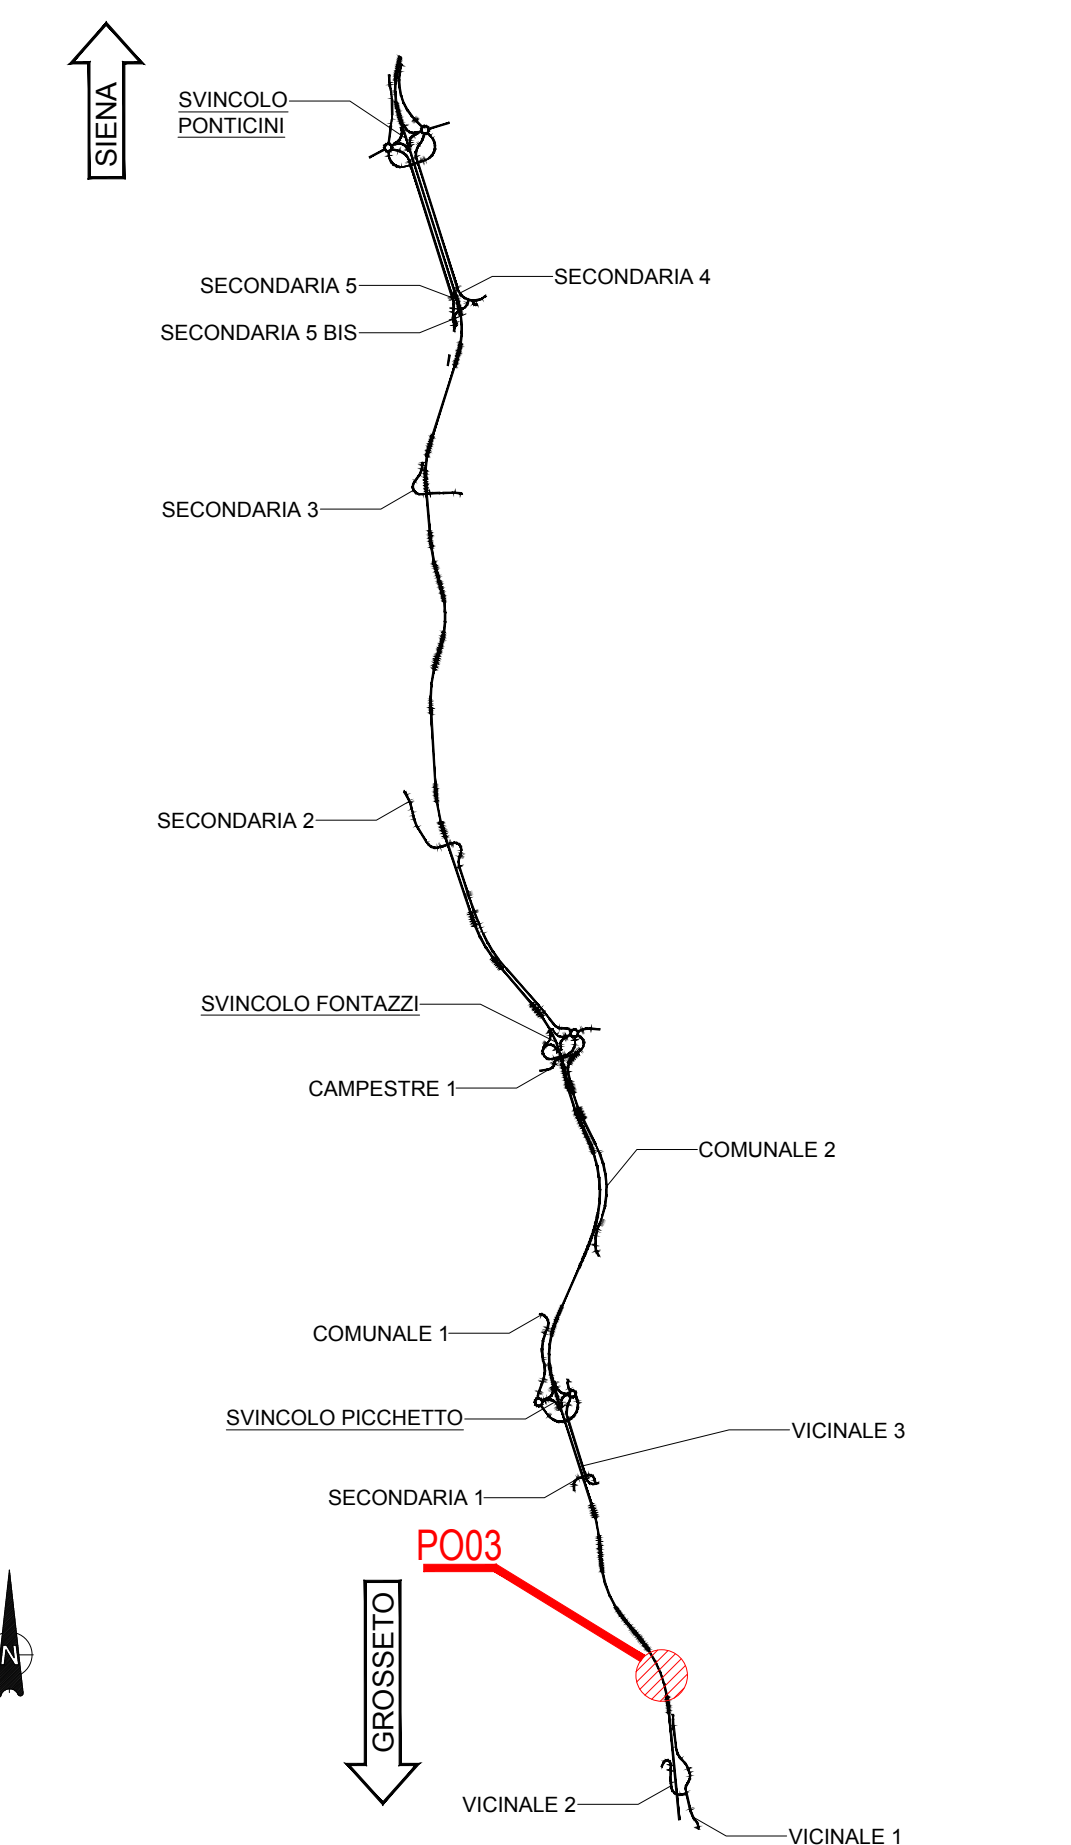 SIENA
SVINCOLO
PONTICINI
SECONDARIA 5
SECONDARIA 4
SECONDARIA 5 BIS
SECONDARIA 3
SECONDARIA 2
SVINCOLO FONTAZZI
CAMPESTRE 1
COMUNALE 2
COMUNALE 1
SVINCOLO PICCHETTO
VICINALE 3
SECONDARIA 1
PO03
GROSSETO
N
VICINALE 2
VICINALE 1